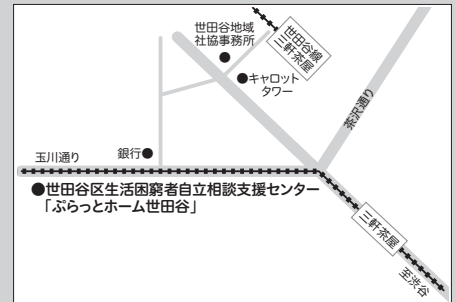 世田谷地域
社協事務所
世田谷線
三軒茶屋
●キャロット
タワー
茶沢通り
玉川通り
銀行●
●世田谷区生活困窮者自立相談支援センター
「ぷらっとホーム世田谷」
三軒茶屋
至渋谷